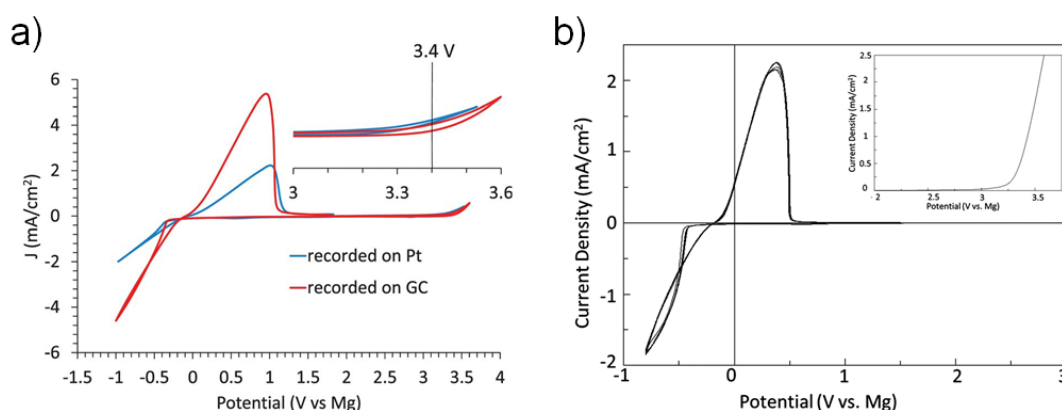 a)
3.4 V
6
4
2
0
-2
-4
-6
J (mA/cm²)
3
3.3
3.6
recorded on Pt
recorded on GC
-1.5 -1 -0.5 0 0.5 1 1.5 2 2.5 3 3.5 4
Potential (V vs Mg)
b)
2
1
0
-1
-2
Current Density (mA/cm²)
2.5
2
1.5
1
0.5
0
Current Density (mA/cm²)
2 2.5 3 3.5
Potential (V vs. Mg)
-1 0 1 2 3
Potential (V vs. Mg)